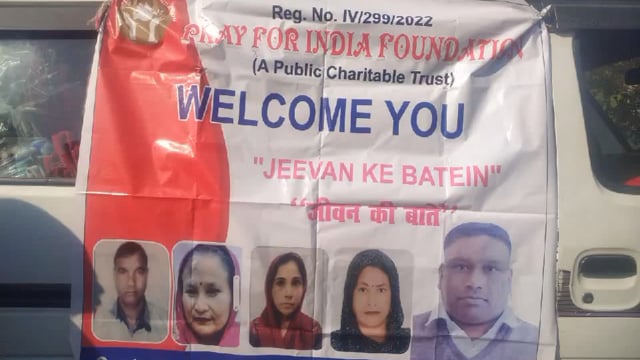 Reg. No. IV/299/2022
PRAY FOR INDIA FOUNDATION
(A Public Charitable Trust)
WELCOME YOU
"JEEVAN KE BATEIN"
“जीवन की बातें”